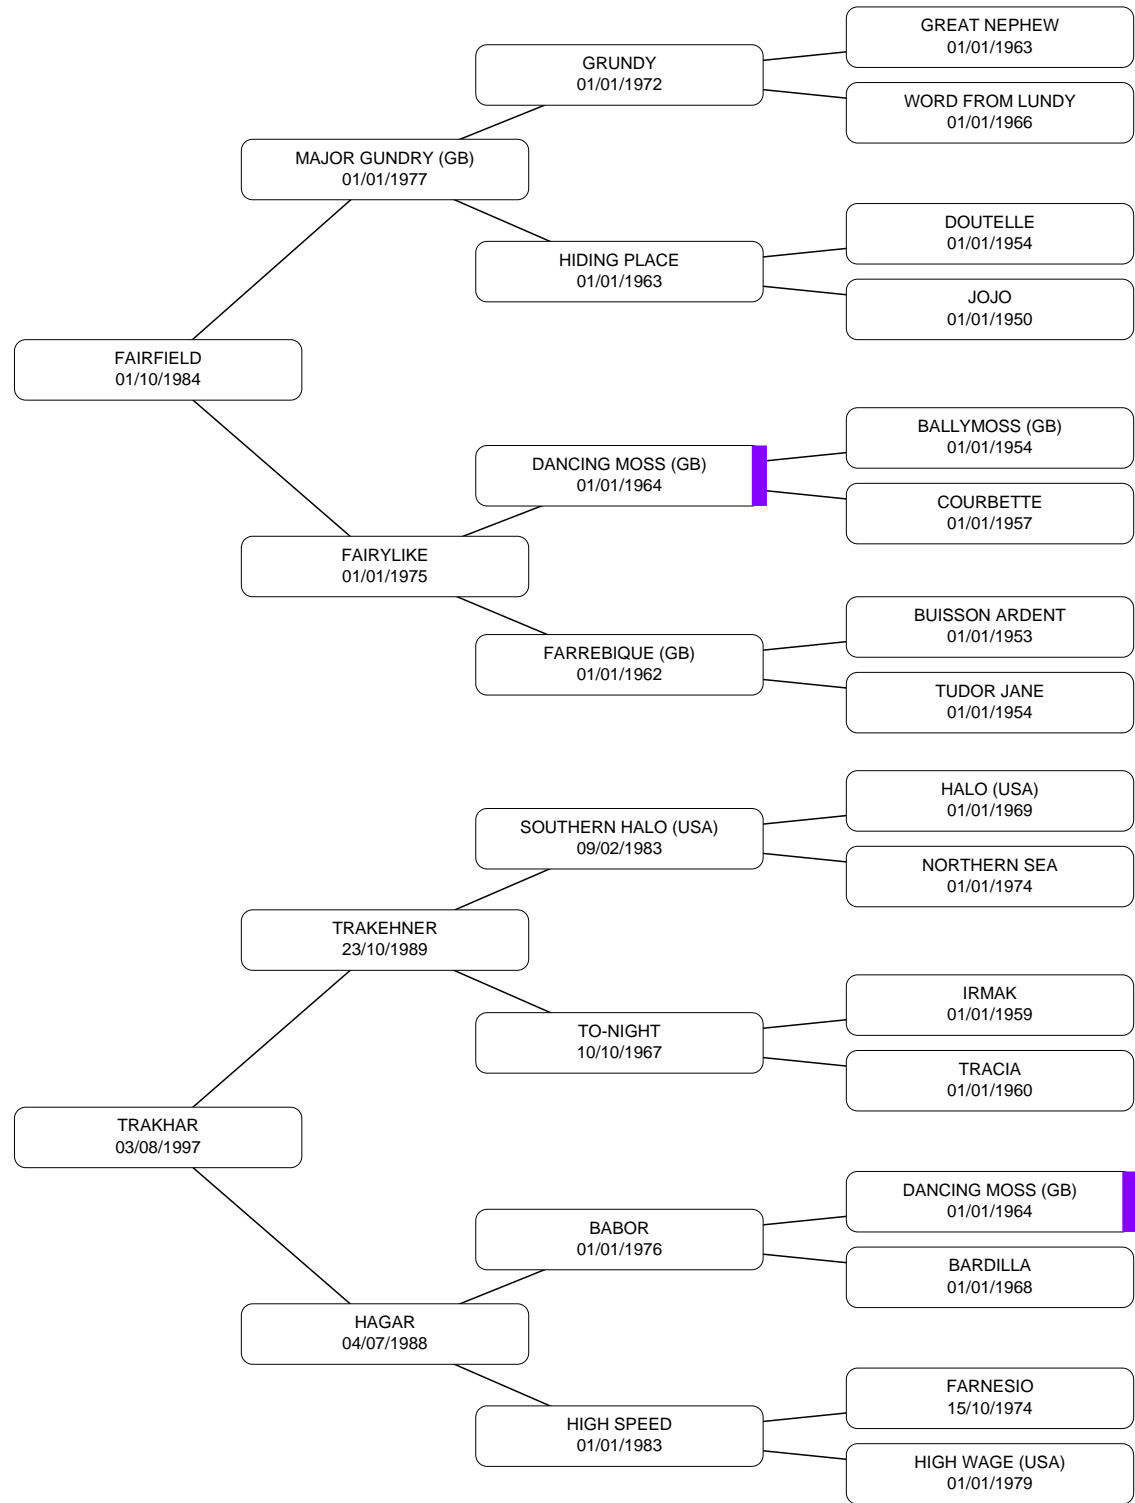 GREAT NEPHEW
01/01/1963
GRUNDY
01/01/1972
WORD FROM LUNDY
01/01/1966
MAJOR GUNDRY (GB)
01/01/1977
DOUTELLE
01/01/1954
HIDING PLACE
01/01/1963
JOJO
01/01/1950
FAIRFIELD
01/10/1984
BALLYMOSS (GB)
01/01/1954
DANCING MOSS (GB)
01/01/1964
COURBETTE
01/01/1957
FAIRYLIKE
01/01/1975
BUISSON ARDENT
01/01/1953
FARREBIQUE (GB)
01/01/1962
TUDOR JANE
01/01/1954
HALO (USA)
01/01/1969
SOUTHERN HALO (USA)
09/02/1983
NORTHERN SEA
01/01/1974
TRAKEHNER
23/10/1989
IRMAK
01/01/1959
TO-NIGHT
10/10/1967
TRACIA
01/01/1960
TRAKHAR
03/08/1997
DANCING MOSS (GB)
01/01/1964
BABOR
01/01/1976
BARDILLA
01/01/1968
HAGAR
04/07/1988
FARNESIO
15/10/1974
HIGH SPEED
01/01/1983
HIGH WAGE (USA)
01/01/1979